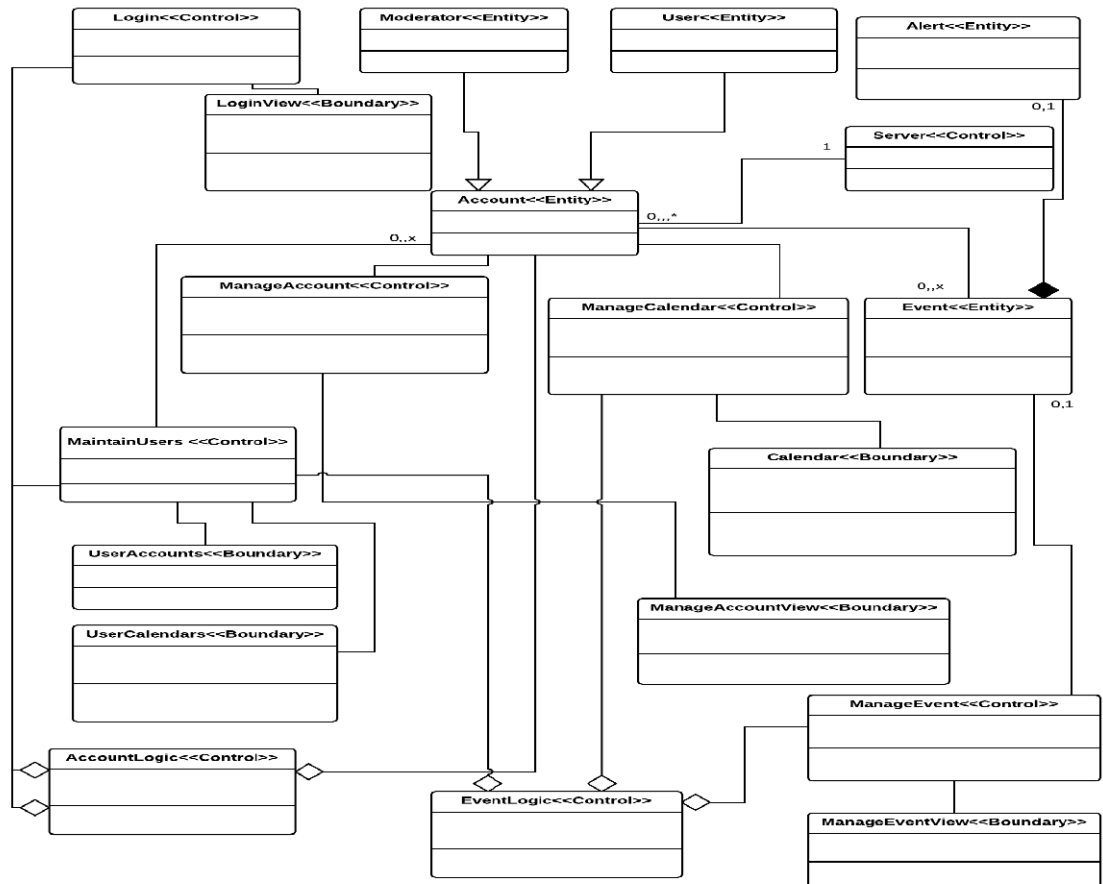 Login<<Control>>
Moderator<<Entity>>
User<<Entity>>
Alert<<Entity>>
LoginView<<Boundary>>
0,1
Server<<Control>>
1
Account<<Entity>>
0,,,*
0,,x
ManageAccount<<Control>>
0,,x
ManageCalendar<<Control>>
Event<<Entity>>
0,1
MaintainUsers <<Control>>
Calendar<<Boundary>>
UserAccounts<<Boundary>>
ManageAccountView<<Boundary>>
UserCalendars<<Boundary>>
ManageEvent<<Control>>
AccountLogic<<Control>>
EventLogic<<Control>>
ManageEventView<<Boundary>>